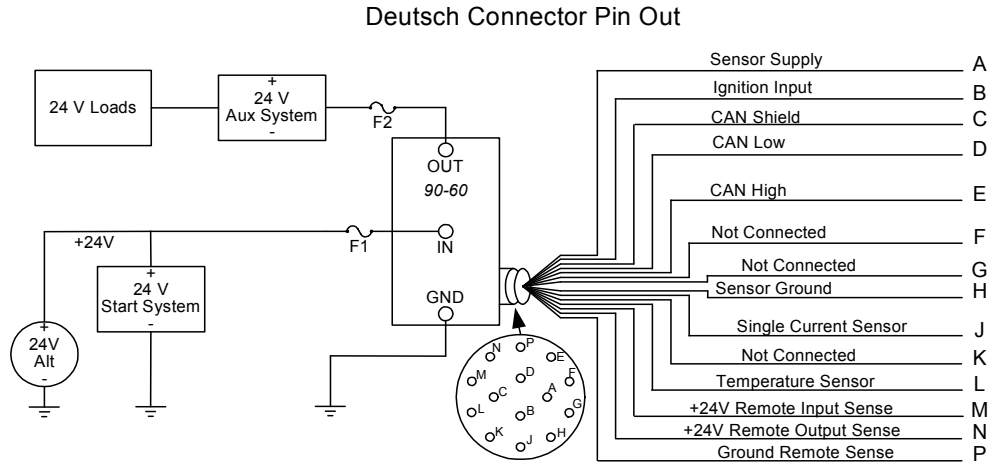 Deutsch Connector Pin Out
24 V Loads
+
24 V
Aux System
-
F2
OUT
90-60
IN
GND
F1
+24V
+
24 V
Start System
-
+
24V
Alt
-
Sensor Supply A
Ignition Input B
CAN Shield C
CAN Low D
CAN High E
Not Connected F
Not Connected G
Sensor Ground H
Single Current Sensor J
Not Connected K
Temperature Sensor L
+24V Remote Input Sense M
+24V Remote Output Sense N
Ground Remote Sense P
N P E
M D F
C A
L B G
K J H